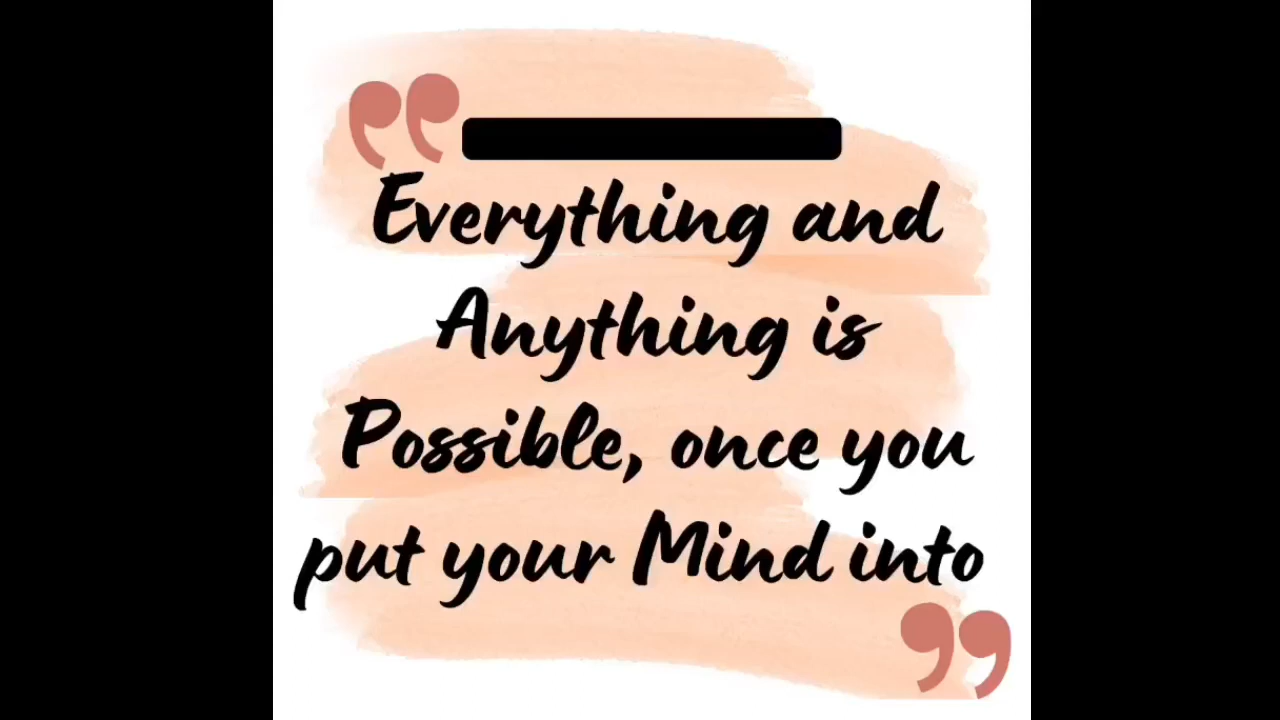 Everything and
Anything is
Possible, once you
put your Mind into